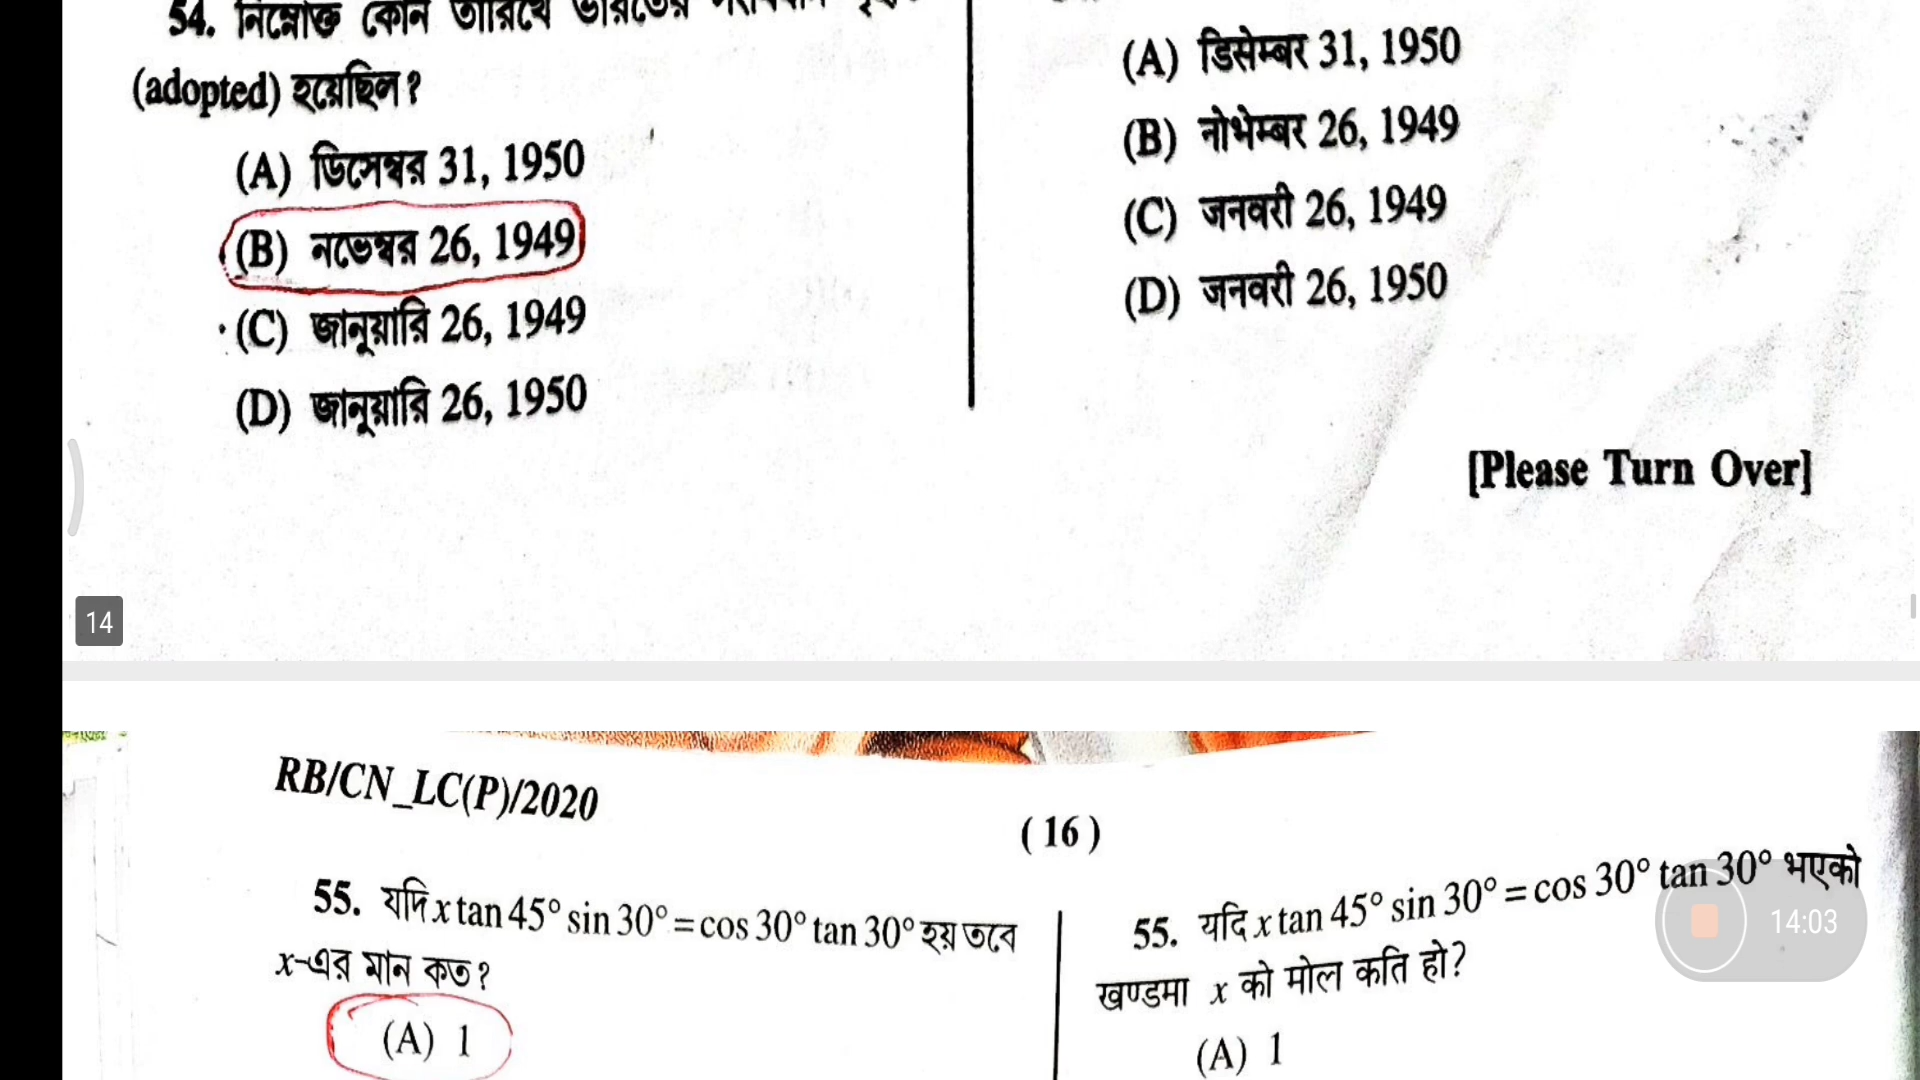 54. নিম্নোক্ত কোন তারিখে ভারতের
(adopted) হয়েছিল?
(A) ডিসেম্বর 31, 1950
(B) নভেম্বর 26, 1949
(C) জানুয়ারি 26, 1949
(D) জানুয়ারি 26, 1950
(A) डिसेम्बर 31, 1950
(B) नोभेम्बर 26, 1949
(C) जनवरी 26, 1949
(D) जनवरी 26, 1950
[Please Turn Over]
14
RB/CN_LC(P)/2020
( 16 )
55. যদি x tan 45° sin 30° = cos 30° tan 30° হয় তবে
x-এর মান কত?
(A) 1
55. यदि x tan 45° sin 30° = cos 30° tan 30° भएको
खण्डमा x को मोल कति हो?
(A) 1
14:03